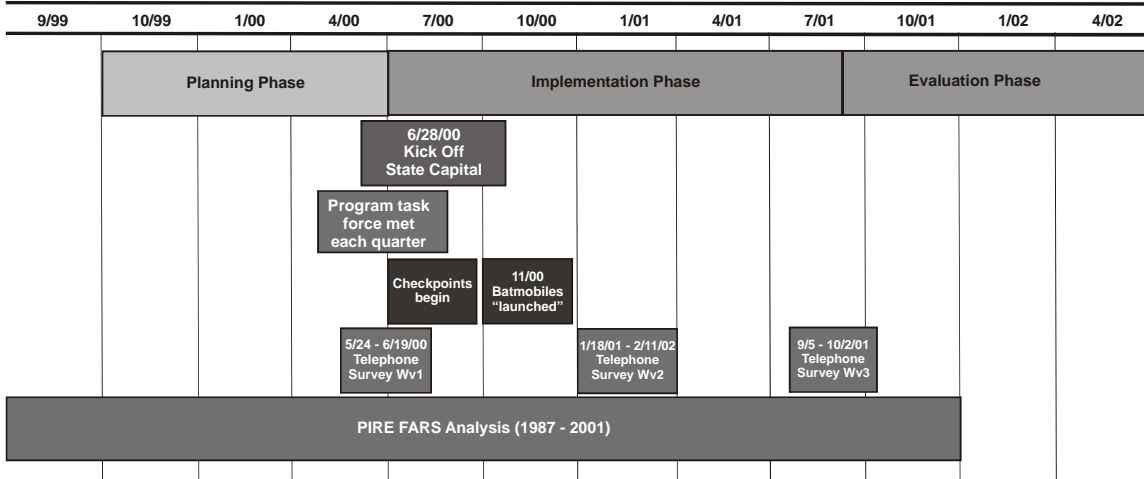 9/99 10/99 1/00 4/00 7/00 10/00 1/01 4/01 7/01 10/01 1/02 4/02
Planning Phase Implementation Phase Evaluation Phase
6/28/00
Kick Off
State Capital
Program task
force met
each quarter
Checkpoints
begin
11/00
Batmobiles
“launched”
5/24 - 6/19/00
Telephone
Survey Wv1
1/18/01 - 2/11/02
Telephone
Survey Wv2
9/5 - 10/2/01
Telephone
Survey Wv3
PIRE FARS Analysis (1987 - 2001)